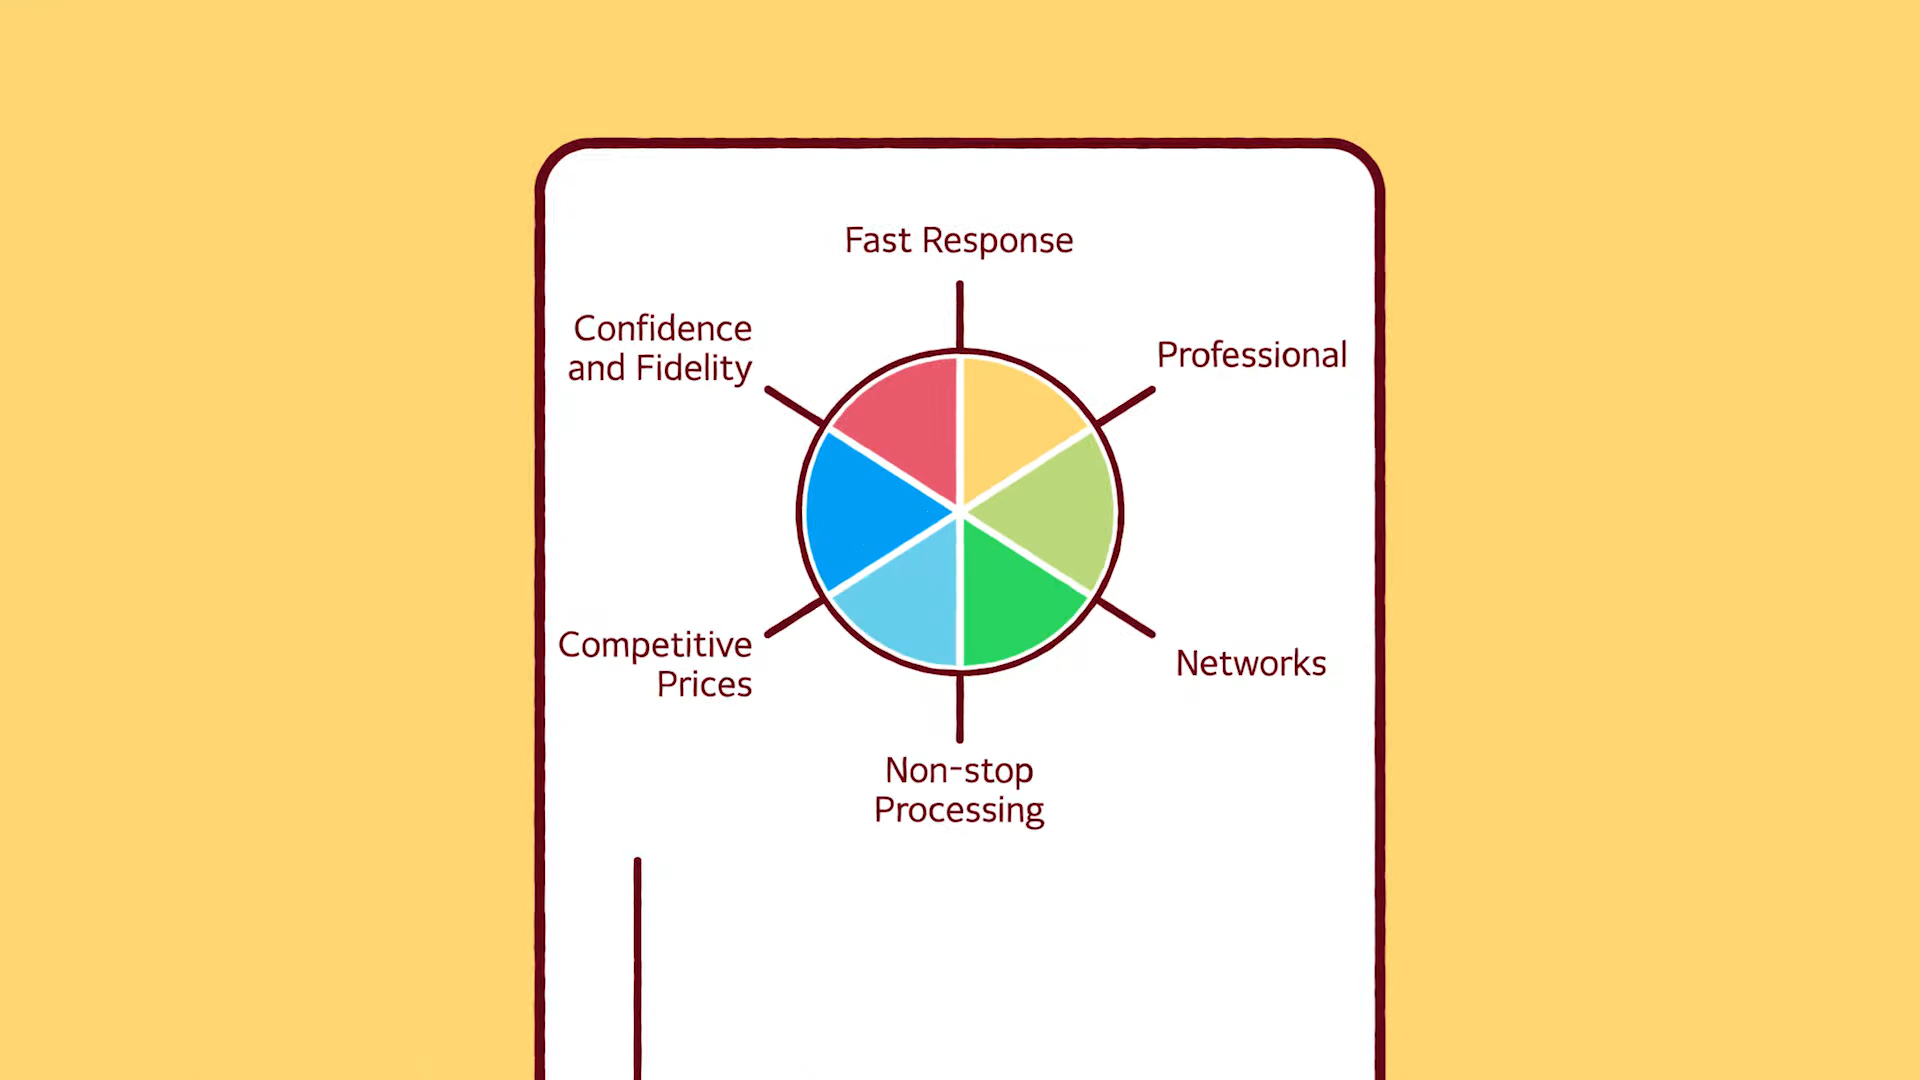 Fast Response
Confidence
and Fidelity
Professional
Competitive
Prices
Networks
Non-stop
Processing